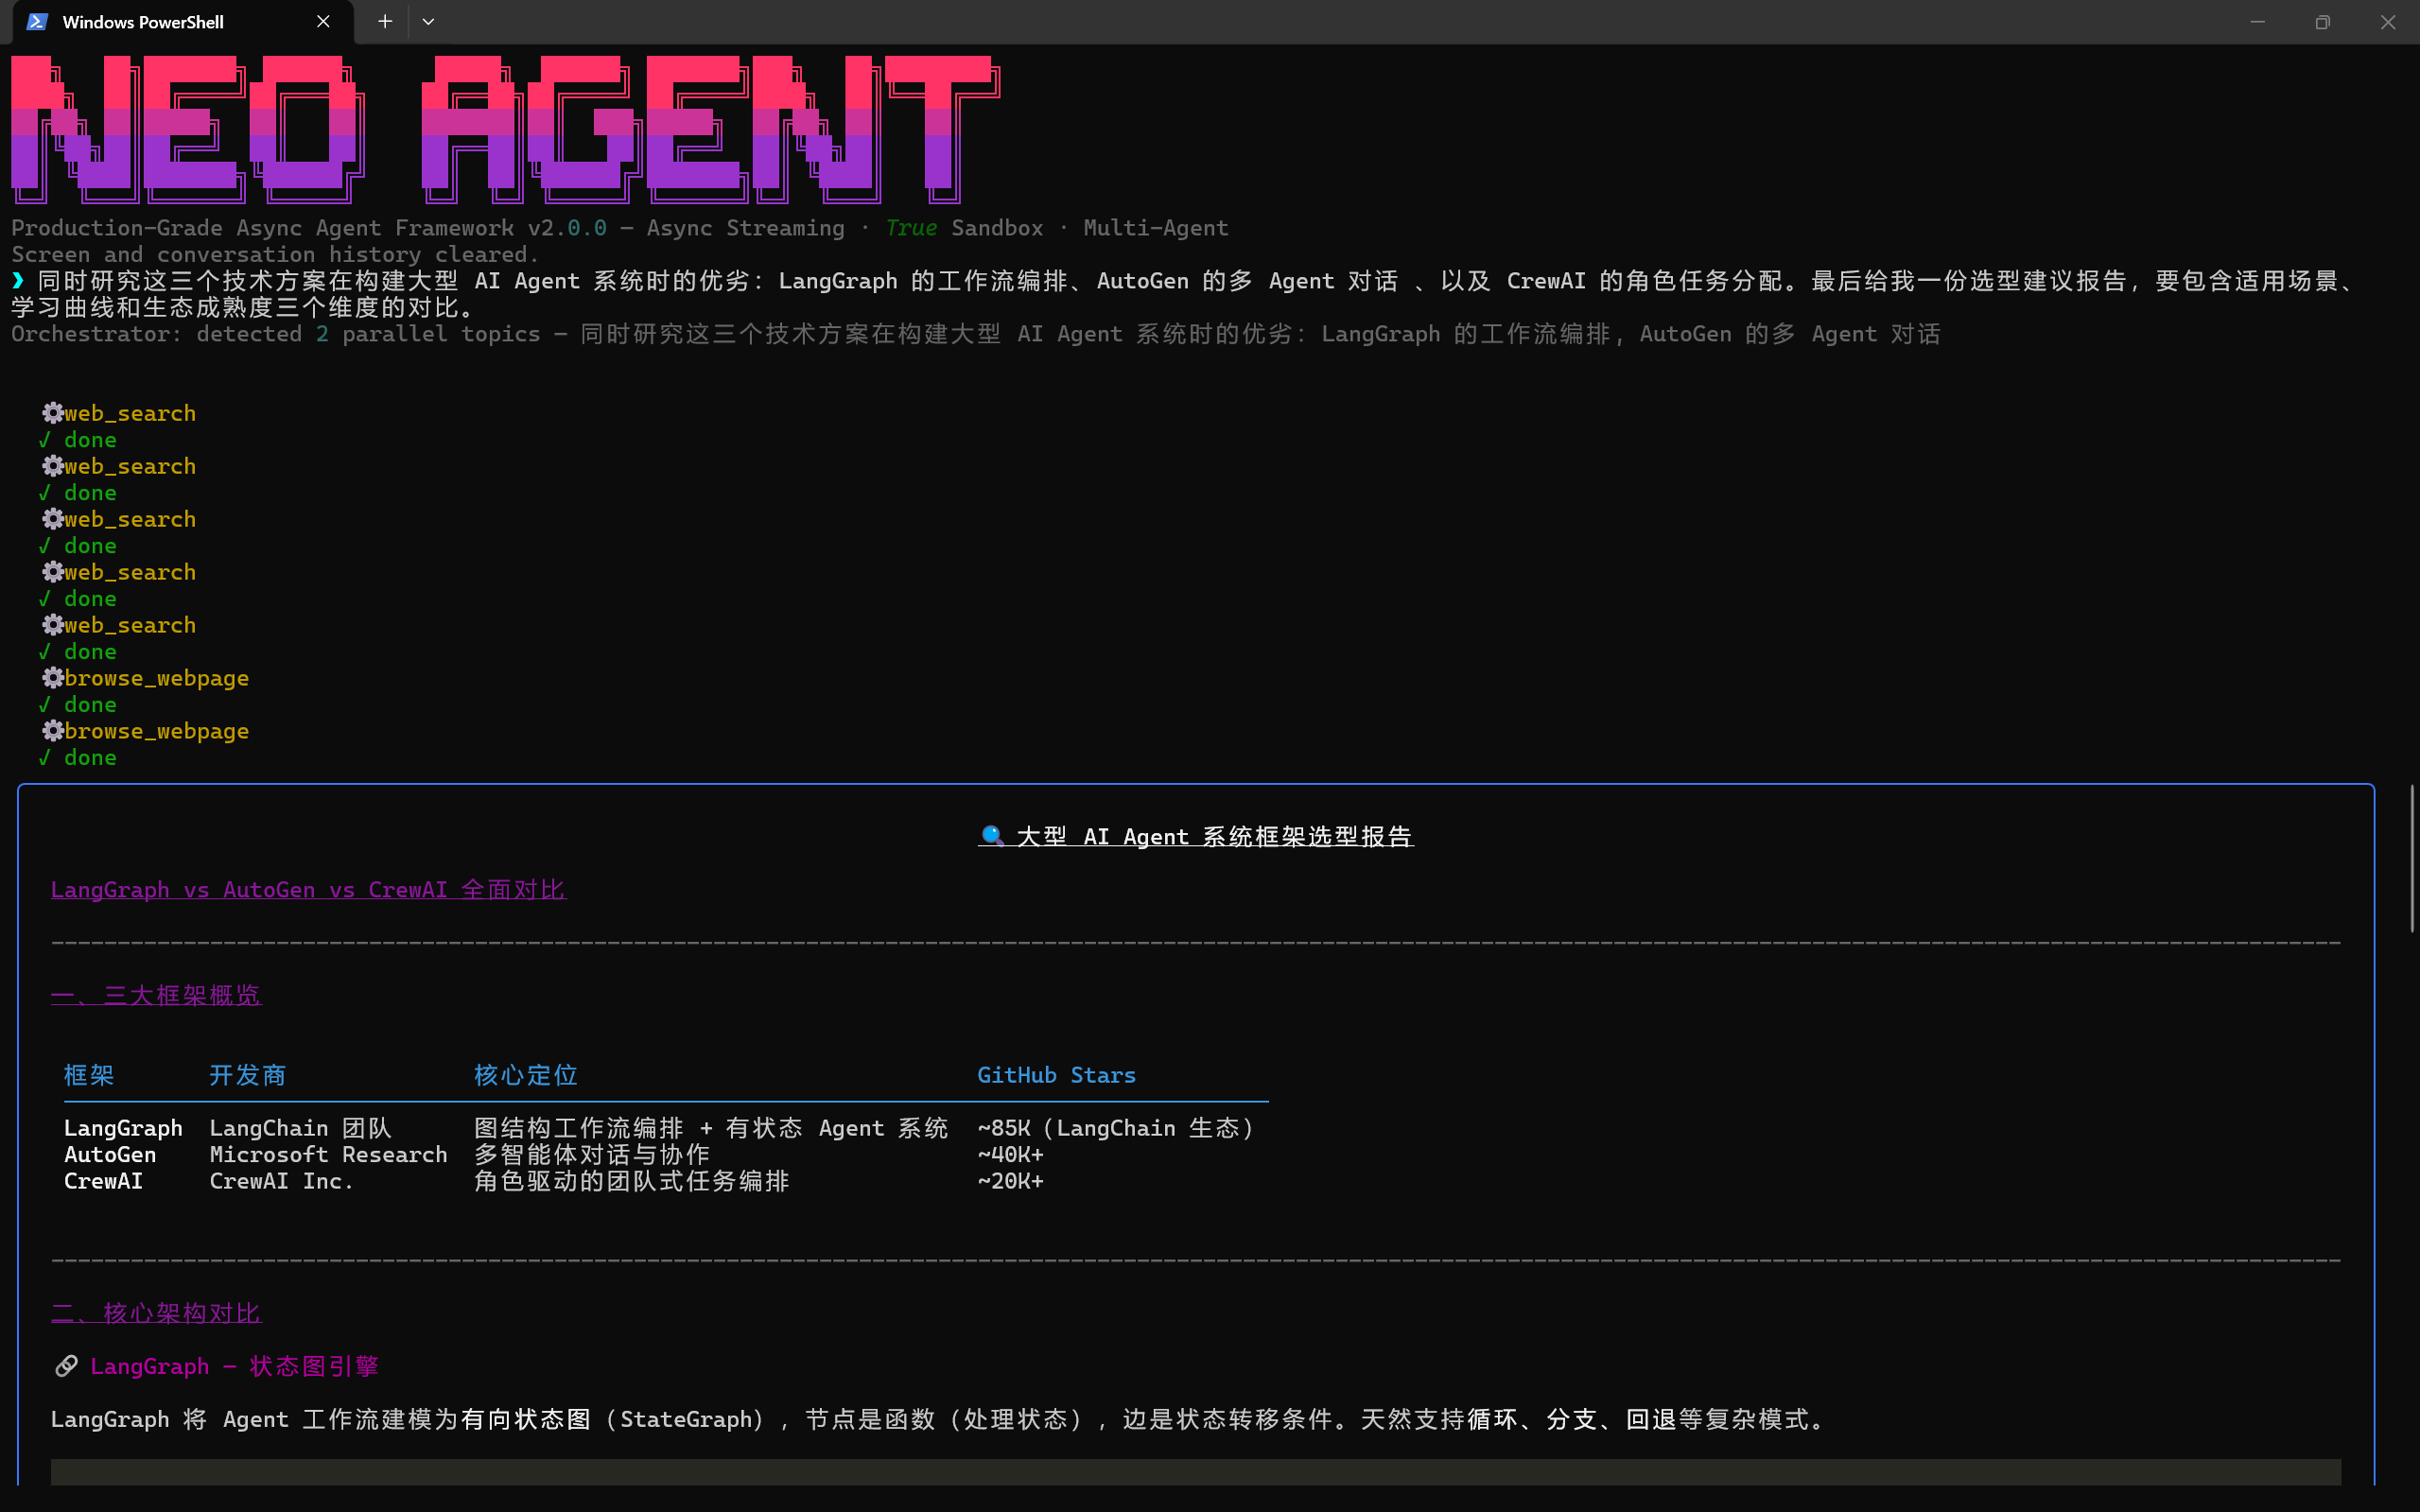 Windows PowerShell
NEO AGENT
Production-Grade Async Agent Framework v2.0.0 — Async Streaming · True Sandbox · Multi-Agent
Screen and conversation history cleared.
❯ 同时研究这三个技术方案在构建大型 AI Agent 系统时的优劣：LangGraph 的工作流编排、AutoGen 的多 Agent 对话 、以及 CrewAI 的角色任务分配。最后给我一份选型建议报告，要包含适用场景、
学习曲线和生态成熟度三个维度的对比。
Orchestrator: detected 2 parallel topics — 同时研究这三个技术方案在构建大型 AI Agent 系统时的优劣：LangGraph 的工作流编排, AutoGen 的多 Agent 对话
⚙web_search
√ done
⚙web_search
√ done
⚙web_search
√ done
⚙web_search
√ done
⚙web_search
√ done
⚙browse_webpage
√ done
⚙browse_webpage
√ done
🔍 大型 AI Agent 系统框架选型报告
LangGraph vs AutoGen vs CrewAI 全面对比
一、三大框架概览
框架 开发商 核心定位 GitHub Stars
LangGraph LangChain 团队 图结构工作流编排 + 有状态 Agent 系统 ~85K（LangChain 生态）
AutoGen Microsoft Research 多智能体对话与协作 ~40K+
CrewAI CrewAI Inc. 角色驱动的团队式任务编排 ~20K+
二、核心架构对比
🔗 LangGraph — 状态图引擎
LangGraph 将 Agent 工作流建模为有向状态图（StateGraph），节点是函数（处理状态），边是状态转移条件。天然支持循环、分支、回退等复杂模式。